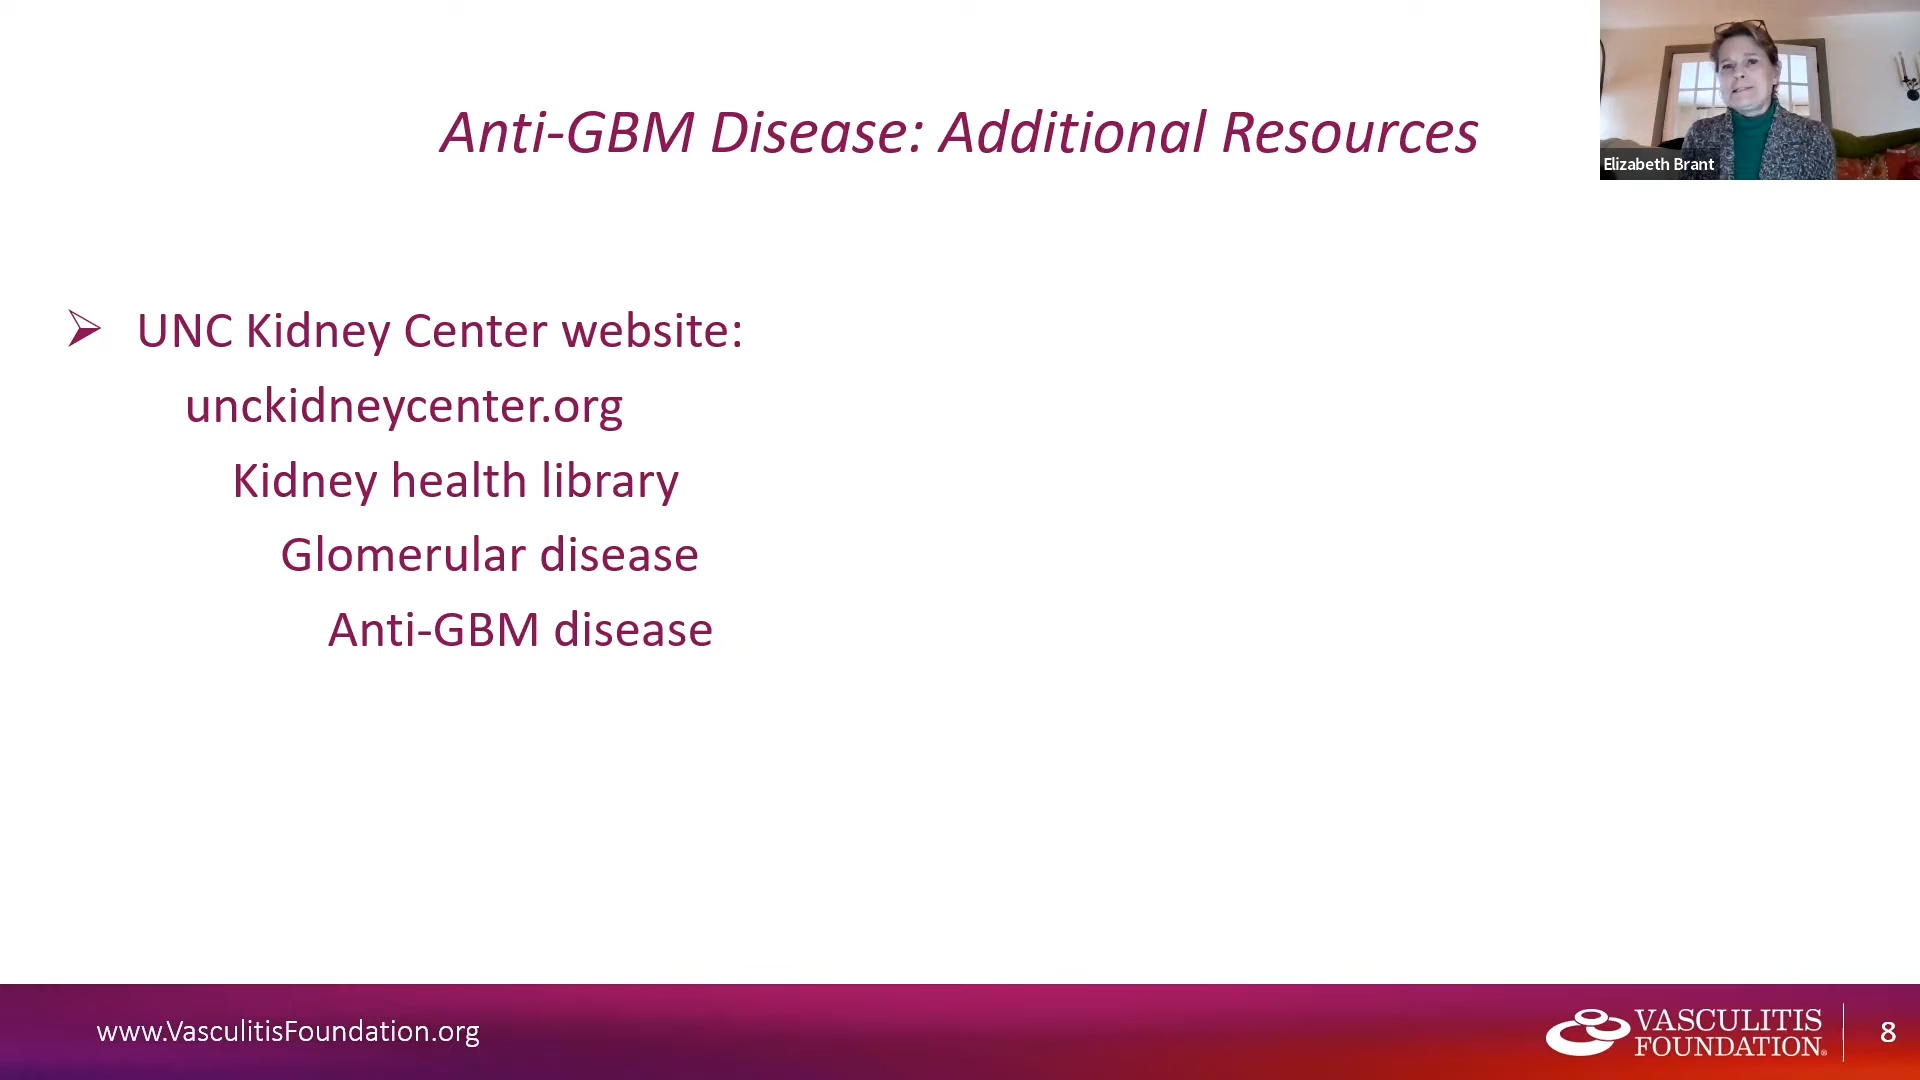 Anti-GBM Disease: Additional Resources
Elizabeth Brant
UNC Kidney Center website:
unckidneycenter.org
Kidney health library
Glomerular disease
Anti-GBM disease
www.VasculitisFoundation.org
VASCULITIS
FOUNDATION®
8